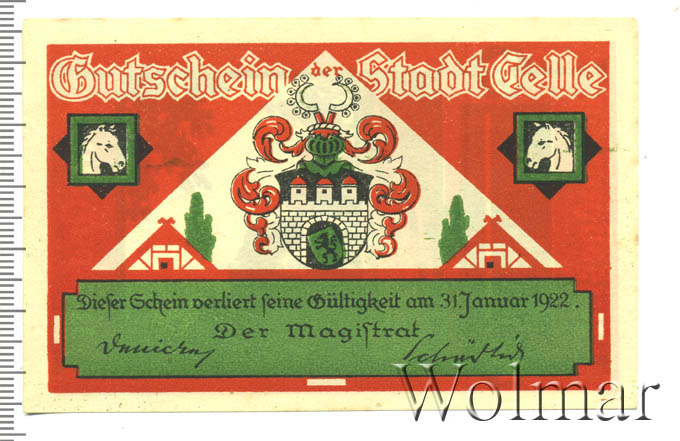 Gutschein der Stadt Celle
Dieser Schein verliert seine Gültigkeit am 31. Januar 1922.
Der Magistrat
Wolmar